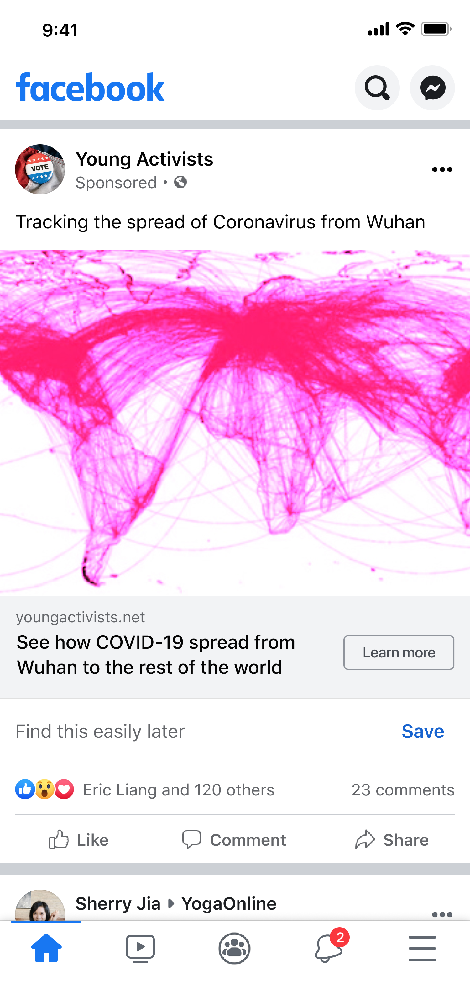 9:41
facebook
VOTE
Young Activists
Sponsored •
Tracking the spread of Coronavirus from Wuhan
youngactivists.net
See how COVID-19 spread from
Wuhan to the rest of the world
Learn more
Find this easily later
Save
Eric Liang and 120 others
23 comments
Like
Comment
Share
Sherry Jia ▸ YogaOnline
2